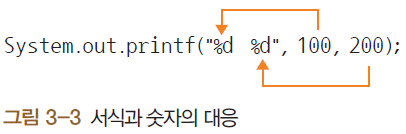 System.out.printf("%d %d", 100, 200);
그림 3-3 서식과 숫자의 대응